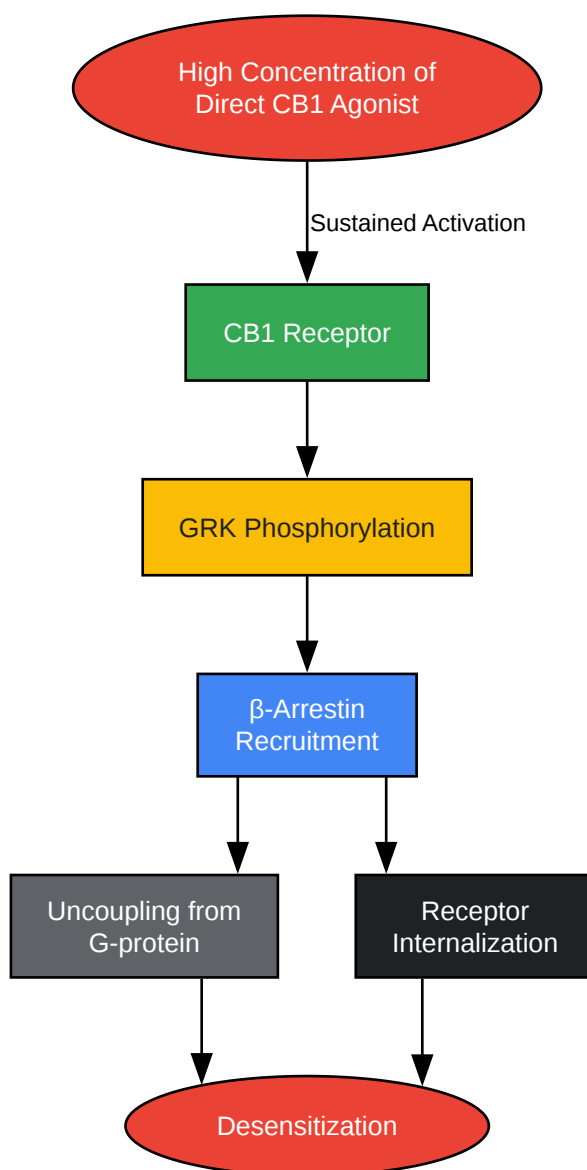 High Concentration of
Direct CB1 Agonist
Sustained Activation
CB1 Receptor
GRK Phosphorylation
β-Arrestin
Recruitment
Uncoupling from
G-protein
Receptor
Internalization
Desensitization